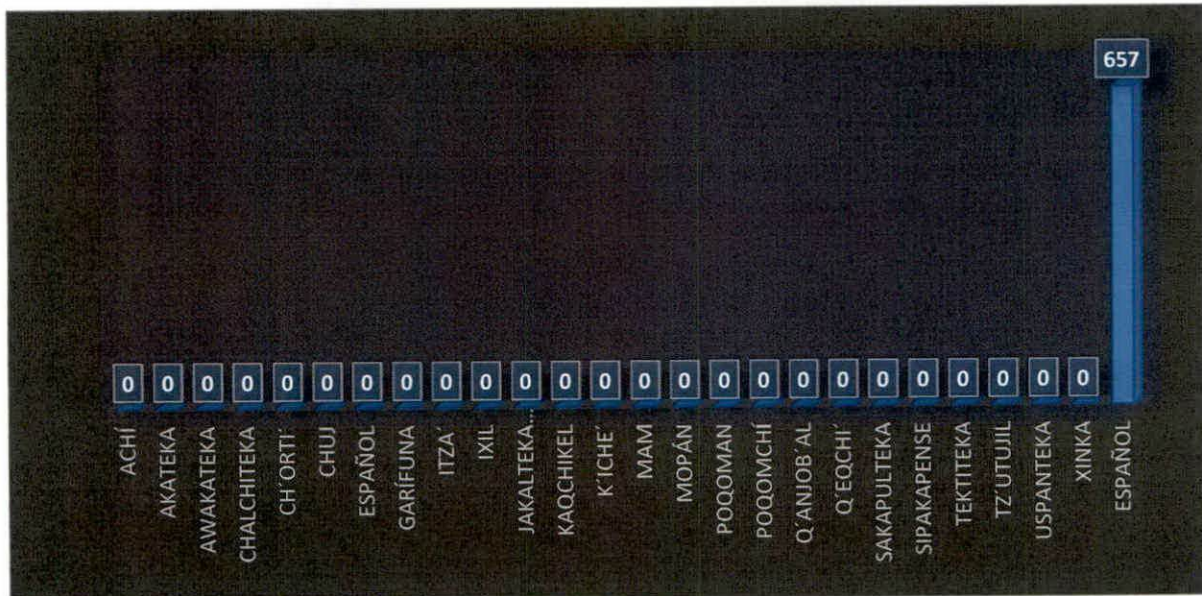 657
0 0 0 0 0 0 0 0 0 0 0 0 0 0 0 0 0 0 0 0 0 0 0 0 0
ACHÍ
AKATEKA
AWAKATEKA
CHALCHITEKA
CH´ORTI´
CHUJ
ESPAÑOL
GARÍFUNA
ITZA´
IXIL
JAKALTEKA...
KAQCHIKEL
K´ICHE´
MAM
MOPÁN
POQOMAN
POQOMCHÍ
Q´ANJOB´AL
Q´EQCHI´
SAKAPULTEKA
SIPAKAPENSE
TEKTITEKA
TZ´UTUJIL
USPANTEKA
XINKA
ESPAÑOL